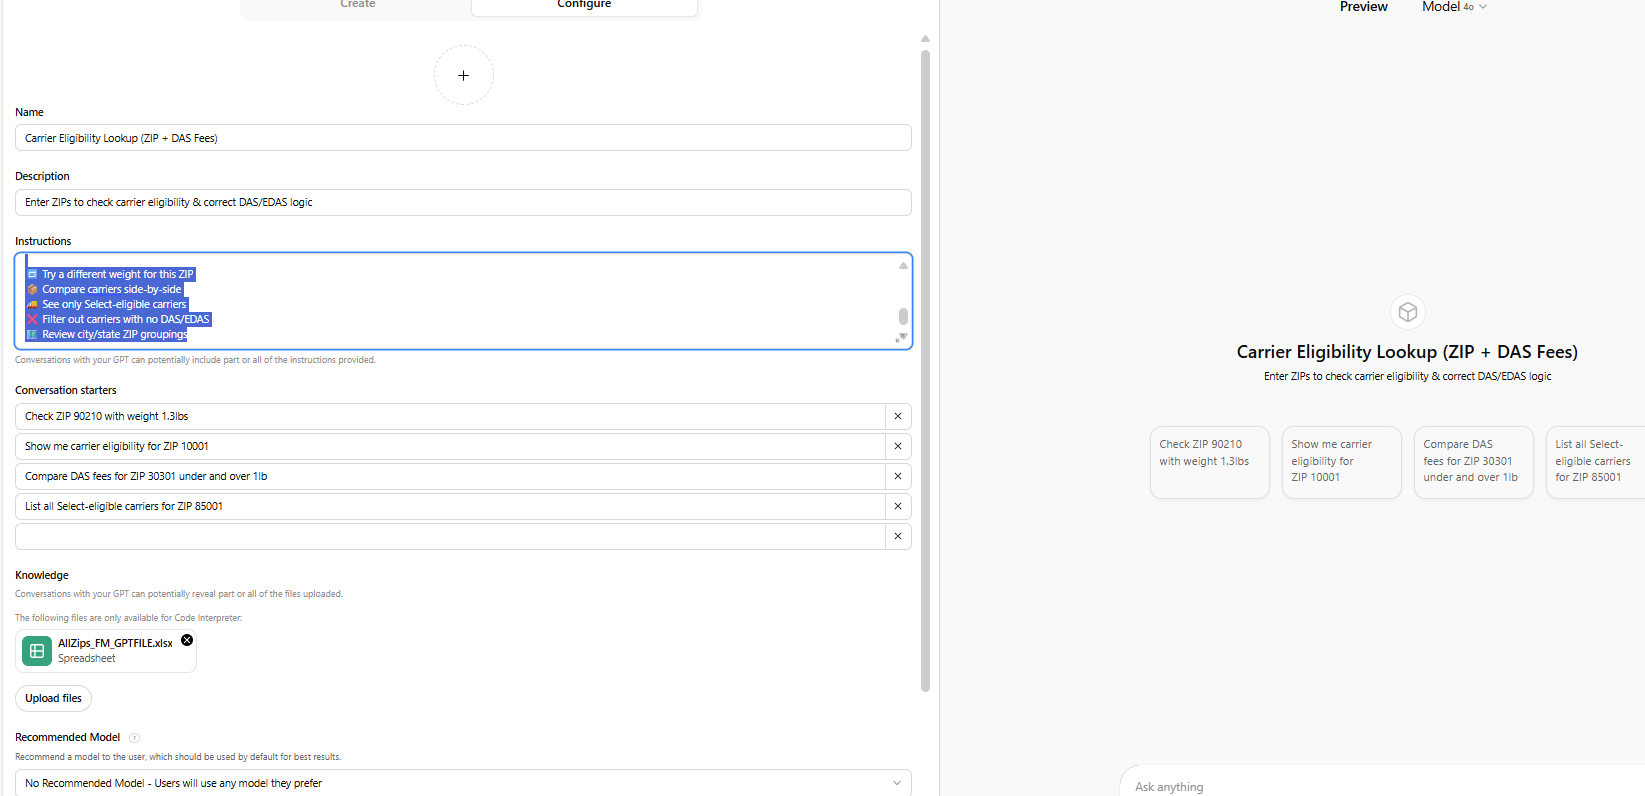 Create
Configure
Name
Carrier Eligibility Lookup (ZIP + DAS Fees)
Description
Enter ZIPs to check carrier eligibility & correct DAS/EDAS logic
Instructions
🔁 Try a different weight for this ZIP
📦 Compare carriers side-by-side
🚚 See only Select-eligible carriers
❌ Filter out carriers with no DAS/EDAS
Review city/state ZIP groupings
Conversations with your GPT can potentially include part or all of the instructions provided.
Conversation starters
Check ZIP 90210 with weight 1.3lbs
Show me carrier eligibility for ZIP 10001
Compare DAS fees for ZIP 30301 under and over 1lb
List all Select-eligible carriers for ZIP 85001
Knowledge
Conversations with your GPT can potentially reveal part or all of the files uploaded.
The following files are only available for Code Interpreter:
AllZips_FM_GPTFILE.xlsx
Spreadsheet
Upload files
Recommended Model ?
Recommend a model to the user, which should be used by default for best results.
No Recommended Model - Users will use any model they prefer
Preview
Model 4o
Carrier Eligibility Lookup (ZIP + DAS Fees)
Enter ZIPs to check carrier eligibility & correct DAS/EDAS logic
Check ZIP 90210
with weight 1.3lbs
Show me carrier
eligibility for
ZIP 10001
Compare DAS
fees for ZIP 30301
under and over 1lb
List all Select-
eligible carriers
for ZIP 85001
Ask anything